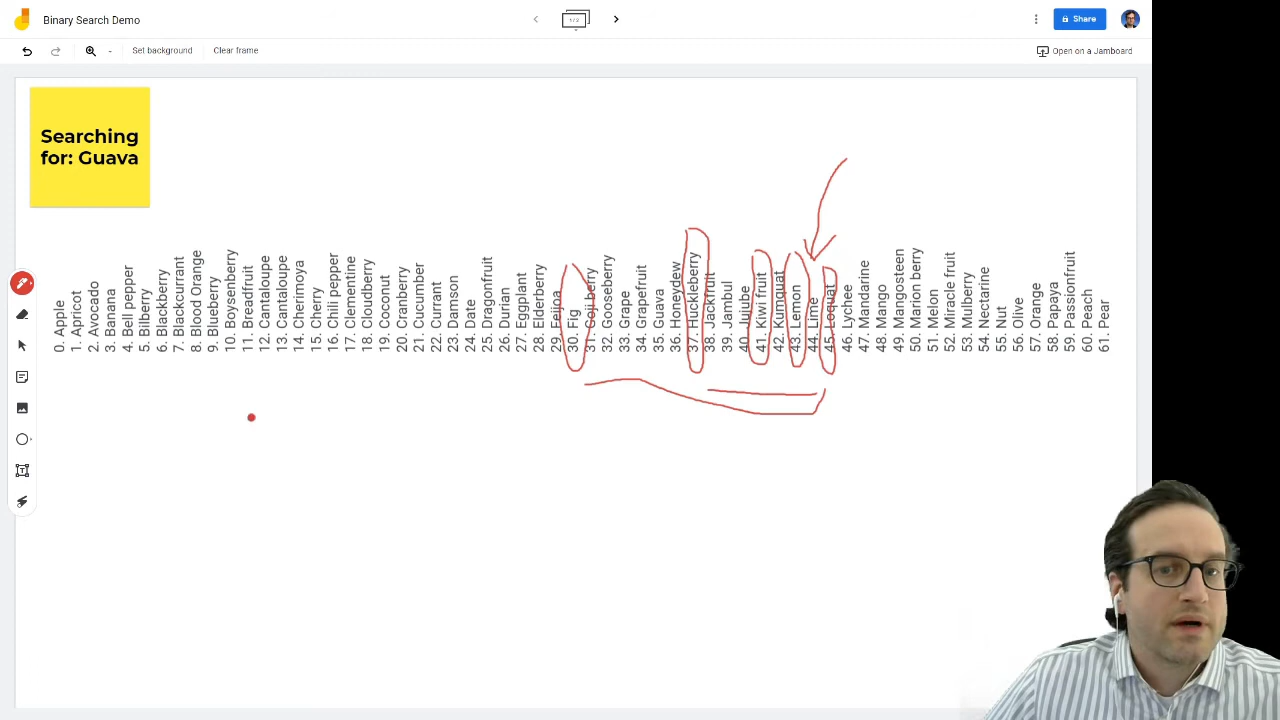 Binary Search Demo
1/2
Share
Set background
Clear frame
Open on a Jamboard
Searching
for: Guava
0. Apple
1. Apricot
2. Avocado
3. Banana
4. Bell pepper
5. Bilberry
6. Blackberry
7. Blackcurrant
8. Blood Orange
9. Blueberry
10. Boysenberry
11. Breadfruit
12. Cantaloupe
13. Cantaloupe
14. Cherimoya
15. Cherry
16. Chili pepper
17. Clementine
18. Cloudberry
19. Coconut
20. Cranberry
21. Cucumber
22. Currant
23. Damson
24. Date
25. Dragonfruit
26. Durian
27. Eggplant
28. Elderberry
29. Feijoa
30. Fig
31. Goji berry
32. Gooseberry
33. Grape
34. Grapefruit
35. Guava
36. Honeydew
37. Huckleberry
38. Jackfruit
39. Jambul
40. Jujube
41. Kiwi fruit
42. Kumquat
43. Lemon
44. Lime
45. Loquat
46. Lychee
47. Mandarine
48. Mango
49. Mangosteen
50. Marion berry
51. Melon
52. Miracle fruit
53. Mulberry
54. Nectarine
55. Nut
56. Olive
57. Orange
58. Papaya
59. Passionfruit
60. Peach
61. Pear